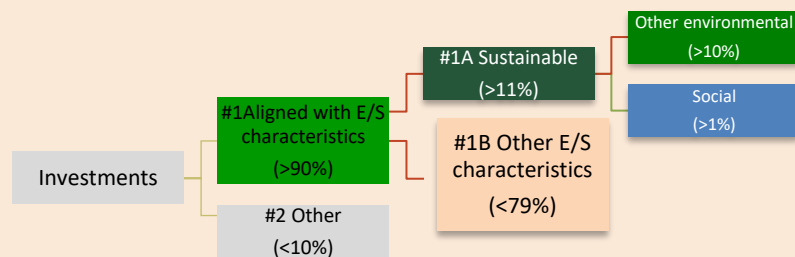 Investments
#1Aligned with E/S
characteristics
(>90%)
#2 Other
(<10%)
#1A Sustainable
(>11%)
#1B Other E/S
characteristics
(<79%)
Other environmental
(>10%)
Social
(>1%)